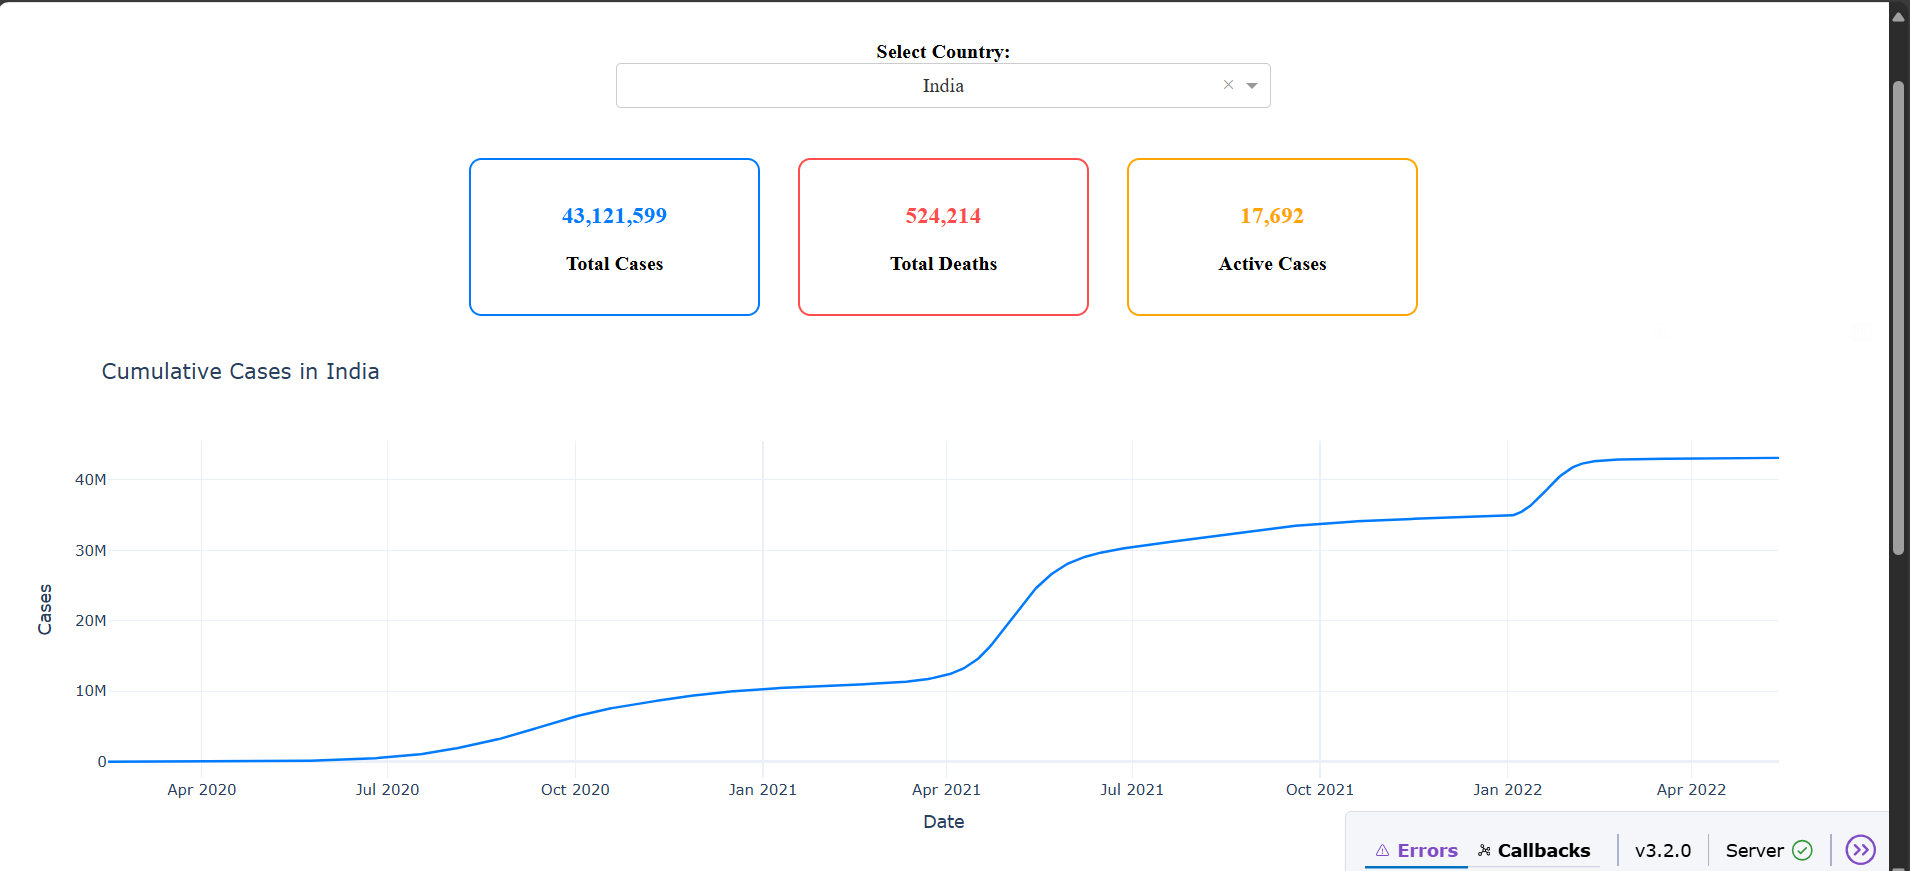 Select Country:
India
43,121,599
Total Cases
524,214
Total Deaths
17,692
Active Cases
Cumulative Cases in India
40M
30M
20M
10M
0
Cases
Apr 2020
Jul 2020
Oct 2020
Jan 2021
Apr 2021
Jul 2021
Oct 2021
Jan 2022
Apr 2022
Date
Errors
Callbacks
v3.2.0
Server